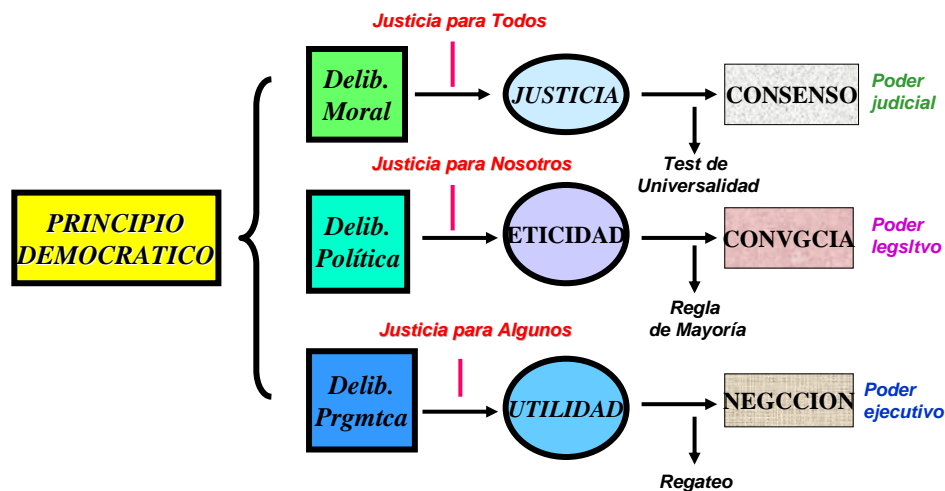 PRINCIPIO
DEMOCRATICO
Justicia para Todos
Delib.
Moral
JUSTICIA
CONSENSO
Poder
judicial
Test de
Universalidad
Justicia para Nosotros
Delib.
Política
ETICIDAD
CONVGCIA
Poder
legsltvo
Regla
de Mayoría
Justicia para Algunos
Delib.
Prgmtca
UTILIDAD
NEGCCION
Poder
ejecutivo
Regateo